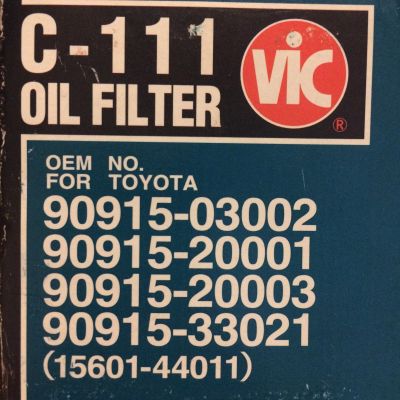 C-111
OIL FILTER
VIC
®
OEM NO.
FOR TOYOTA
90915-03002
90915-20001
90915-20003
90915-33021
(15601-44011)